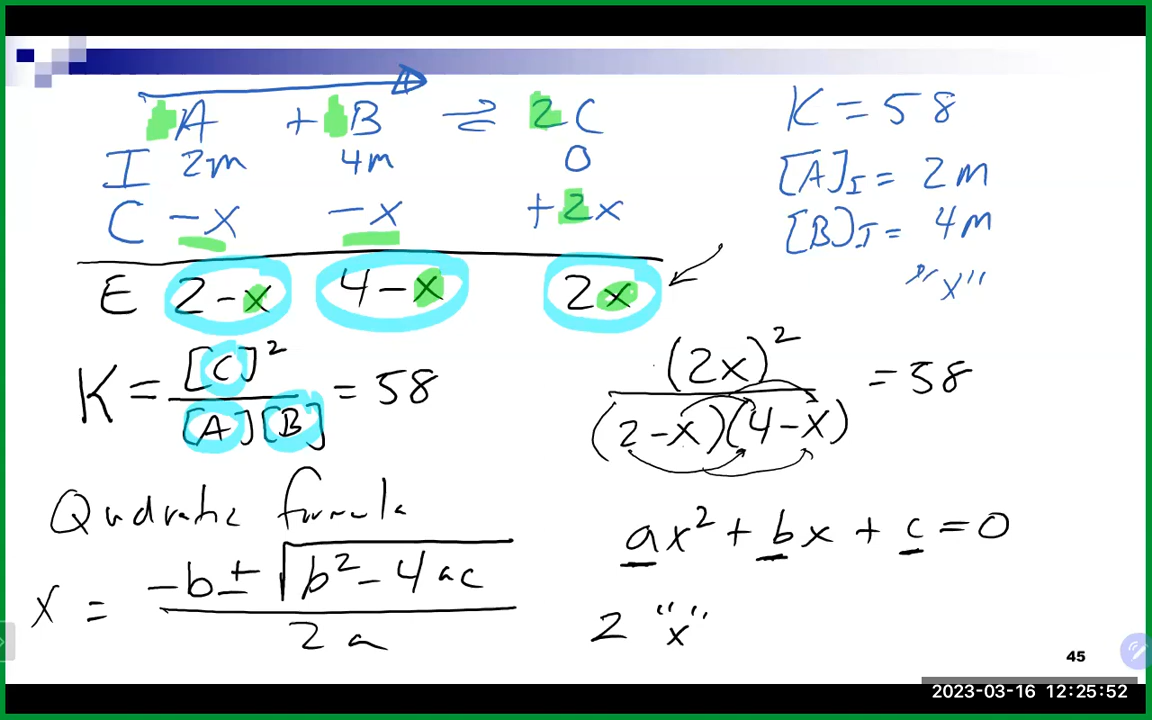 A + B ⇌ 2C
I 2m 4m 0
C -x -x +2x
E 2-x 4-x 2x
K = 58
[A]I = 2m
[B]I = 4m
"x"
K = [C]² / [A][B] = 58
(2x)² / (2-x)(4-x) = 58
Quadratic formula
x = -b ± √b² - 4ac / 2a
ax² + bx + c = 0
2 "x"
45
2023-03-16 12:25:52